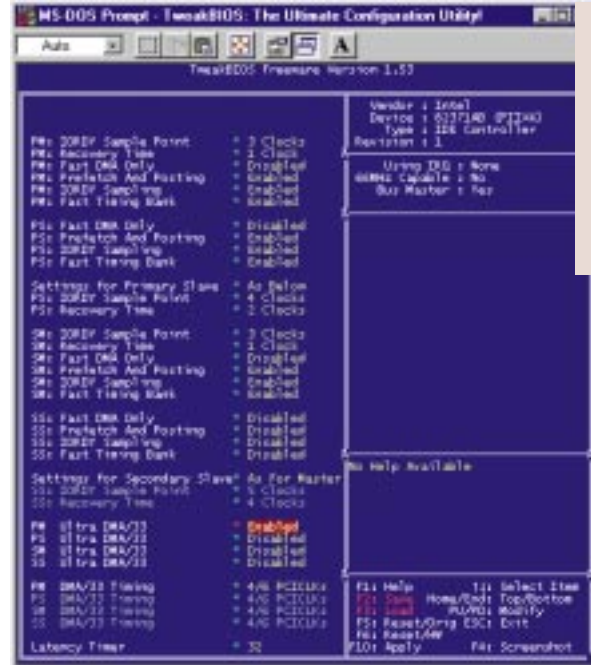 MS-DOS Prompt - TweakBIOS: The Ultimate Configuration Utility!
Auto
A
TweakBIOS Freeware Version 1.53
PM: IORDY Sample Point * 3 Clocks
PM: Recovery Time * 1 Clock
PM: Fast DMA Only * Disabled
PM: Prefetch And Posting * Enabled
PM: IORDY Sampling * Enabled
PM: Fast Timing Bank * Enabled
PS: Fast DMA Only * Disabled
PS: Prefetch And Posting * Enabled
PS: IORDY Sampling * Enabled
PS: Fast Timing Bank * Enabled
Settings for Primary Slave * As Below
PS: IORDY Sample Point * 4 Clocks
PS: Recovery Time * 2 Clocks
SM: IORDY Sample Point * 3 Clocks
SM: Recovery Time * 1 Clock
SM: Fast DMA Only * Disabled
SM: Prefetch And Posting * Enabled
SM: IORDY Sampling * Enabled
SM: Fast Timing Bank * Enabled
SS: Fast DMA Only * Disabled
SS: Prefetch And Posting * Disabled
SS: IORDY Sampling * Disabled
SS: Fast Timing Bank * Disabled
Settings for Secondary Slave* As For Master
SS: IORDY Sample Point * 5 Clocks
SS: Recovery Time * 4 Clocks
PM Ultra DMA/33 * Enabled
PS Ultra DMA/33 * Disabled
SM Ultra DMA/33 * Disabled
SS Ultra DMA/33 * Disabled
PM DMA/33 Timing * 4/6 PCICLKs
PS DMA/33 Timing * 4/6 PCICLKs
SM DMA/33 Timing * 4/6 PCICLKs
SS DMA/33 Timing * 4/6 PCICLKs
Latency Timer * 32
Vendor : Intel
Device : 82371AB (PIIX4)
Type : IDE Controller
Revision : 1
Using IRQ : None
66MHz Capable : No
Bus Master : Yes
No Help Available
F1: Help ↑↓: Select Item
F2: Save Home/End: Top/Bottom
F3: Load PU/PD: Modify
F5: Reset/Orig ESC: Exit
F6: Reset/HW
F10: Apply F4: Screenshot